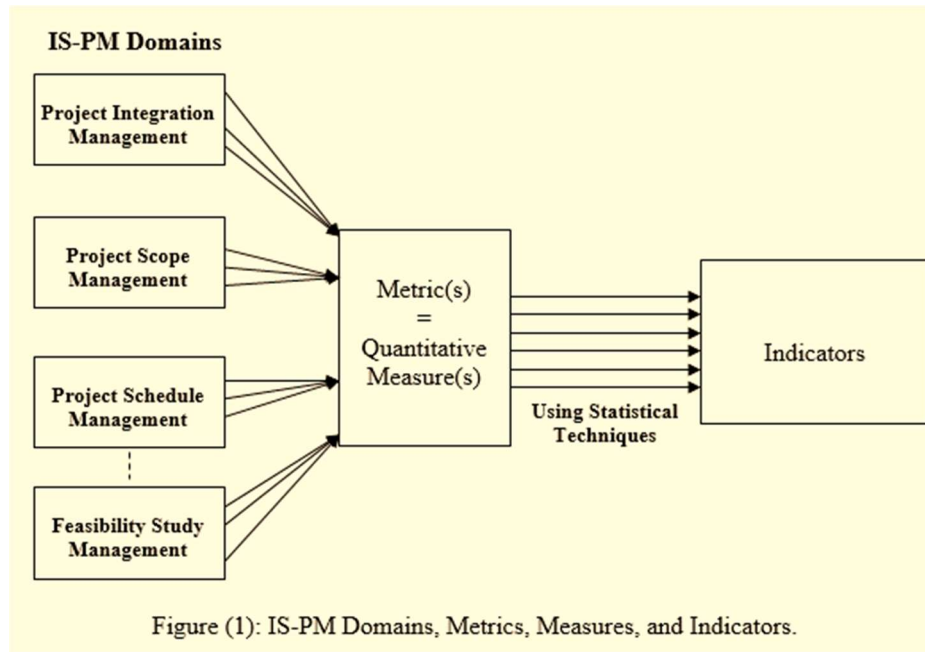 IS-PM Domains
Project Integration
Management
Project Scope
Management
Project Schedule
Management
Feasibility Study
Management
Metric(s)
=
Quantitative
Measure(s)
Using Statistical
Techniques
Indicators
Figure (1): IS-PM Domains, Metrics, Measures, and Indicators.